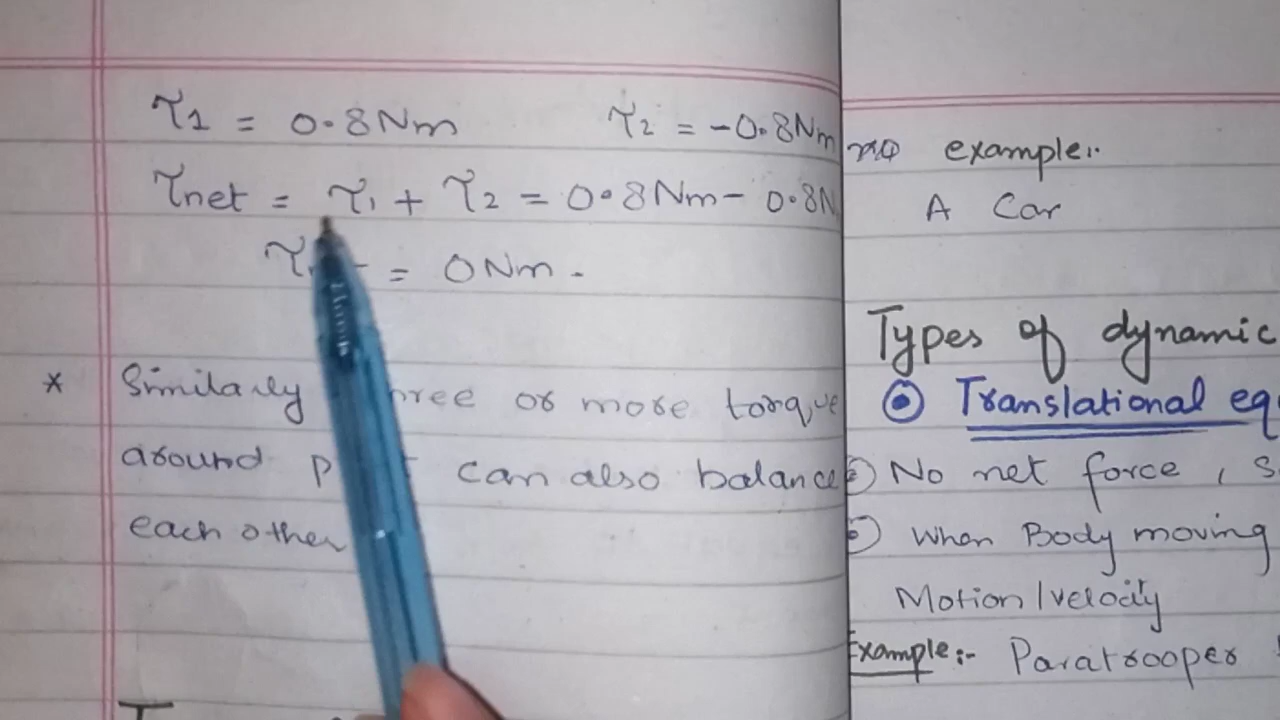 τ1 = 0.8Nm τ2 = -0.8Nm
τnet = τ1 + τ2 = 0.8Nm - 0.8N
= 0Nm.
* Similarly or more torque
around can also balance
each other
example:
A Car
Types of dynamic
Translational eq
No net force ,
When Body moving
Motion/velocity
Example:- Paratrooper